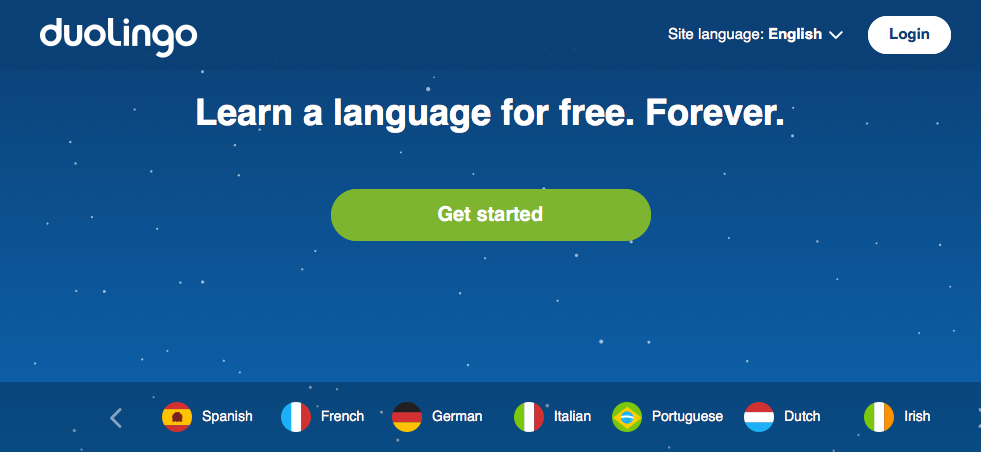 duolingo
Site language: English
Login
Learn a language for free. Forever.
Get started
Spanish
French
German
Italian
Portuguese
Dutch
Irish